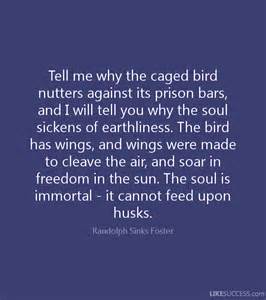 Tell me why the caged bird
nutters against its prison bars,
and I will tell you why the soul
sickens of earthliness. The bird
has wings, and wings were made
to cleave the air, and soar in
freedom in the sun. The soul is
immortal - it cannot feed upon
husks.
Randolph Sinks Foster
LIKESUCCESS.com